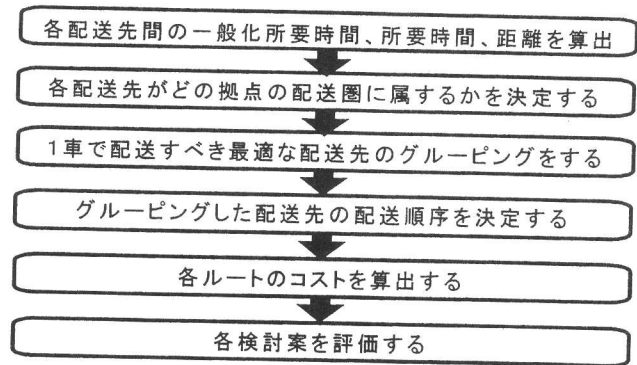 各配送先間の一般化所要時間、所要時間、距離を算出
各配送先がどの拠点の配送圏に属するかを決定する
1車で配送すべき最適な配送先のグルーピングをする
グルーピングした配送先の配送順序を決定する
各ルートのコストを算出する
各検討案を評価する